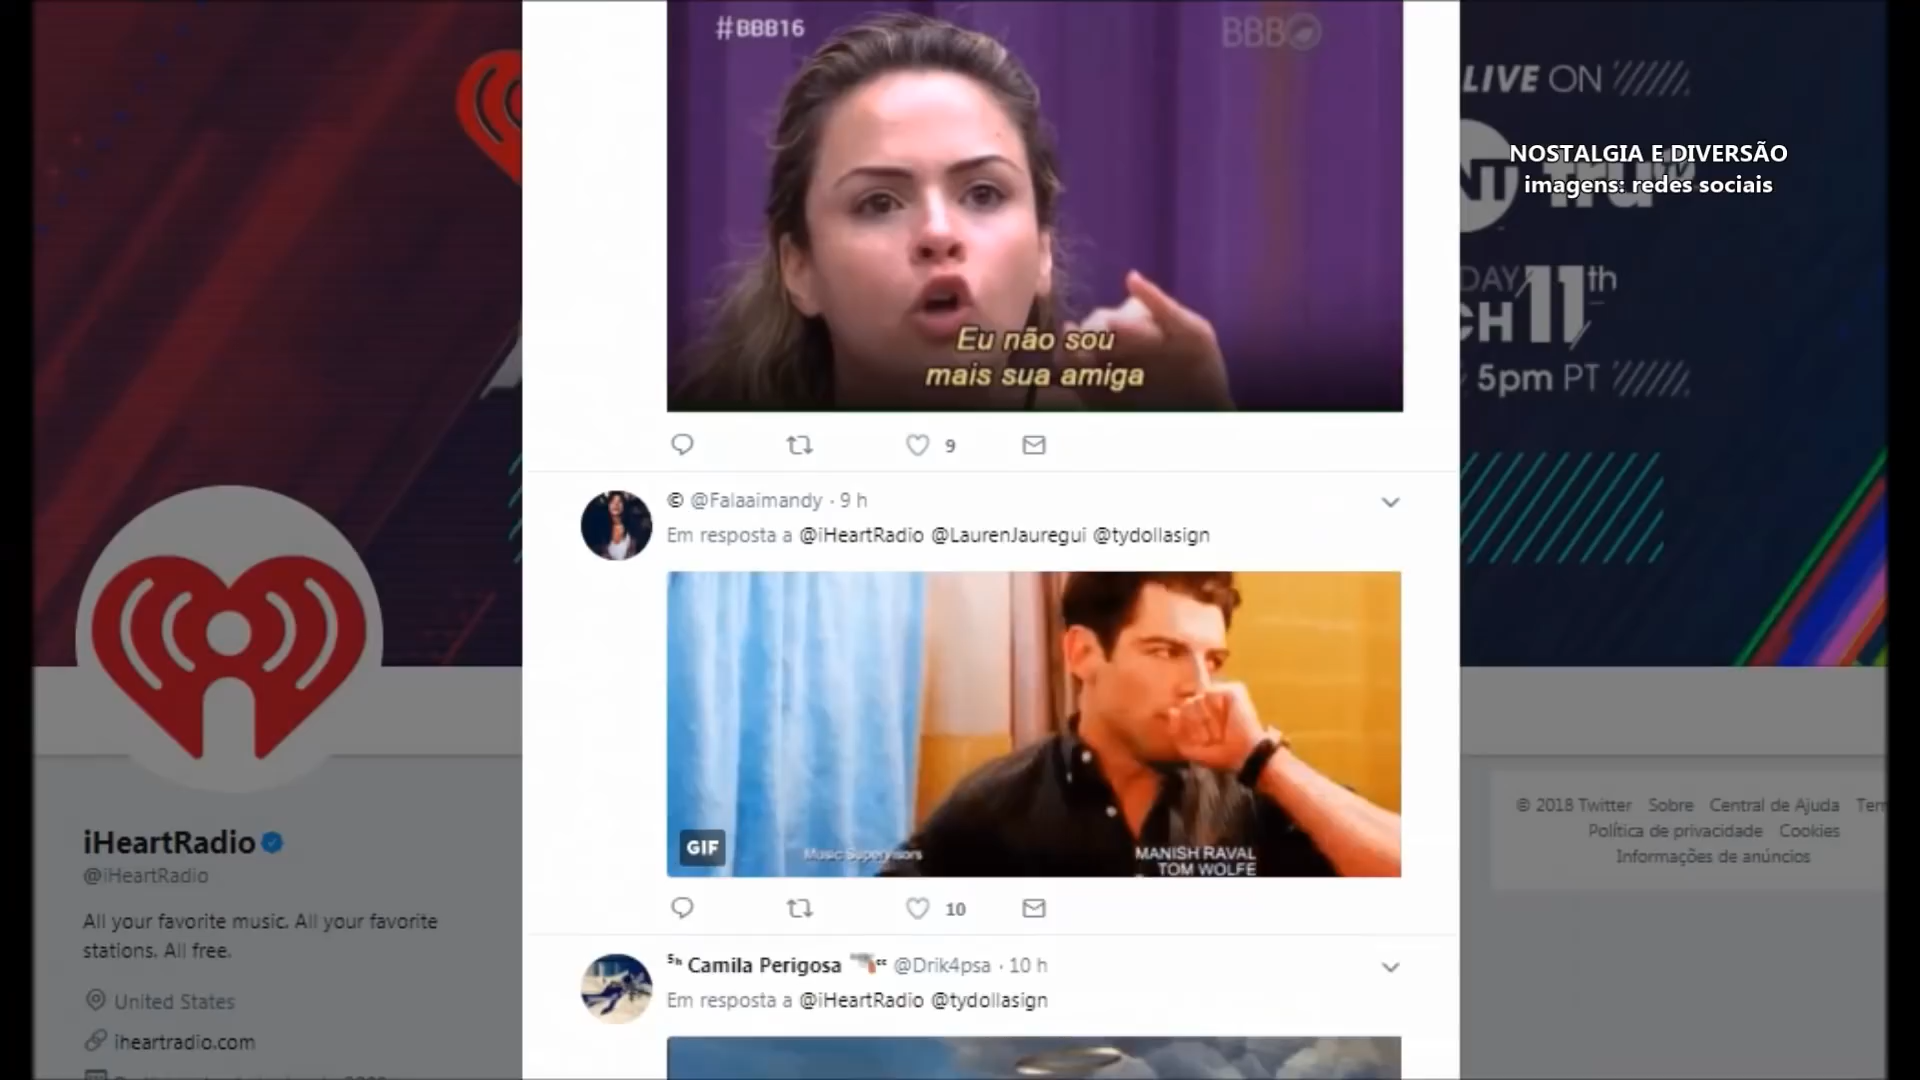 #BBB16
BBB
LIVE ON
NOSTALGIA E DIVERSÃO
imagens: redes sociais
tru
DAY 11th
CH
5pm PT
Eu não sou
mais sua amiga
9
© @Falaaimandy · 9 h
Em resposta a @iHeartRadio @LaurenJauregui @tydollasign
GIF
Music Supervisors
MANISH RAVAL
TOM WOLFE
10
5h Camila Perigosa cc @Drik4psa · 10 h
Em resposta a @iHeartRadio @tydollasign
iHeartRadio
@iHeartRadio
All your favorite music. All your favorite
stations. All free.
United States
iheartradio.com
© 2018 Twitter Sobre Central de Ajuda Ter
Política de privacidade Cookies
Informações de anúncios